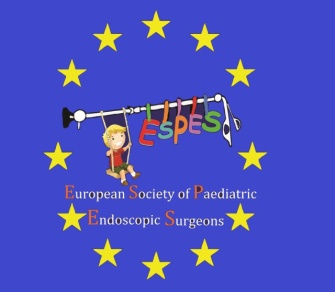 ESPES
European Society of Paediatric
Endoscopic Surgeons